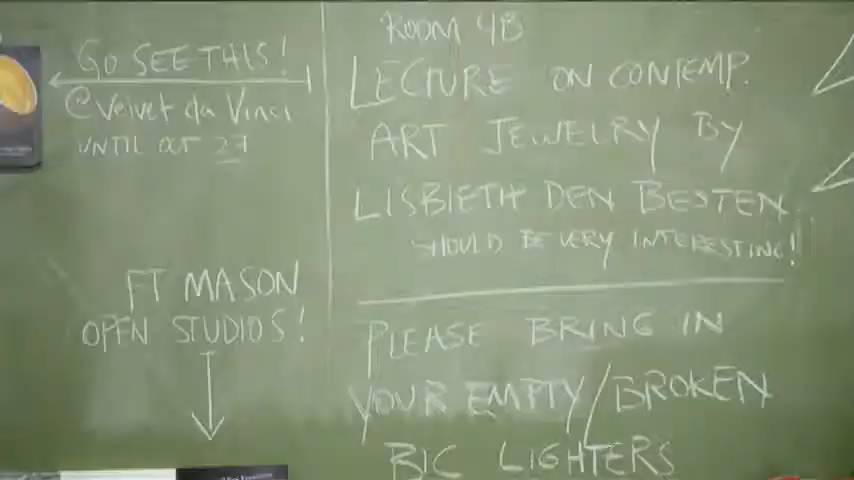 GO SEE THIS!
@Velvet da Vinci
UNTIL OCT 27
FT MASON
OPEN STUDIOS!
ROOM 4B
LECTURE ON CONTEMP.
ART JEWELRY BY
LISBIETH DEN BESTEN
SHOULD BE VERY INTERESTING!
PLEASE BRING IN
YOUR EMPTY/BROKEN
BIC LIGHTERS